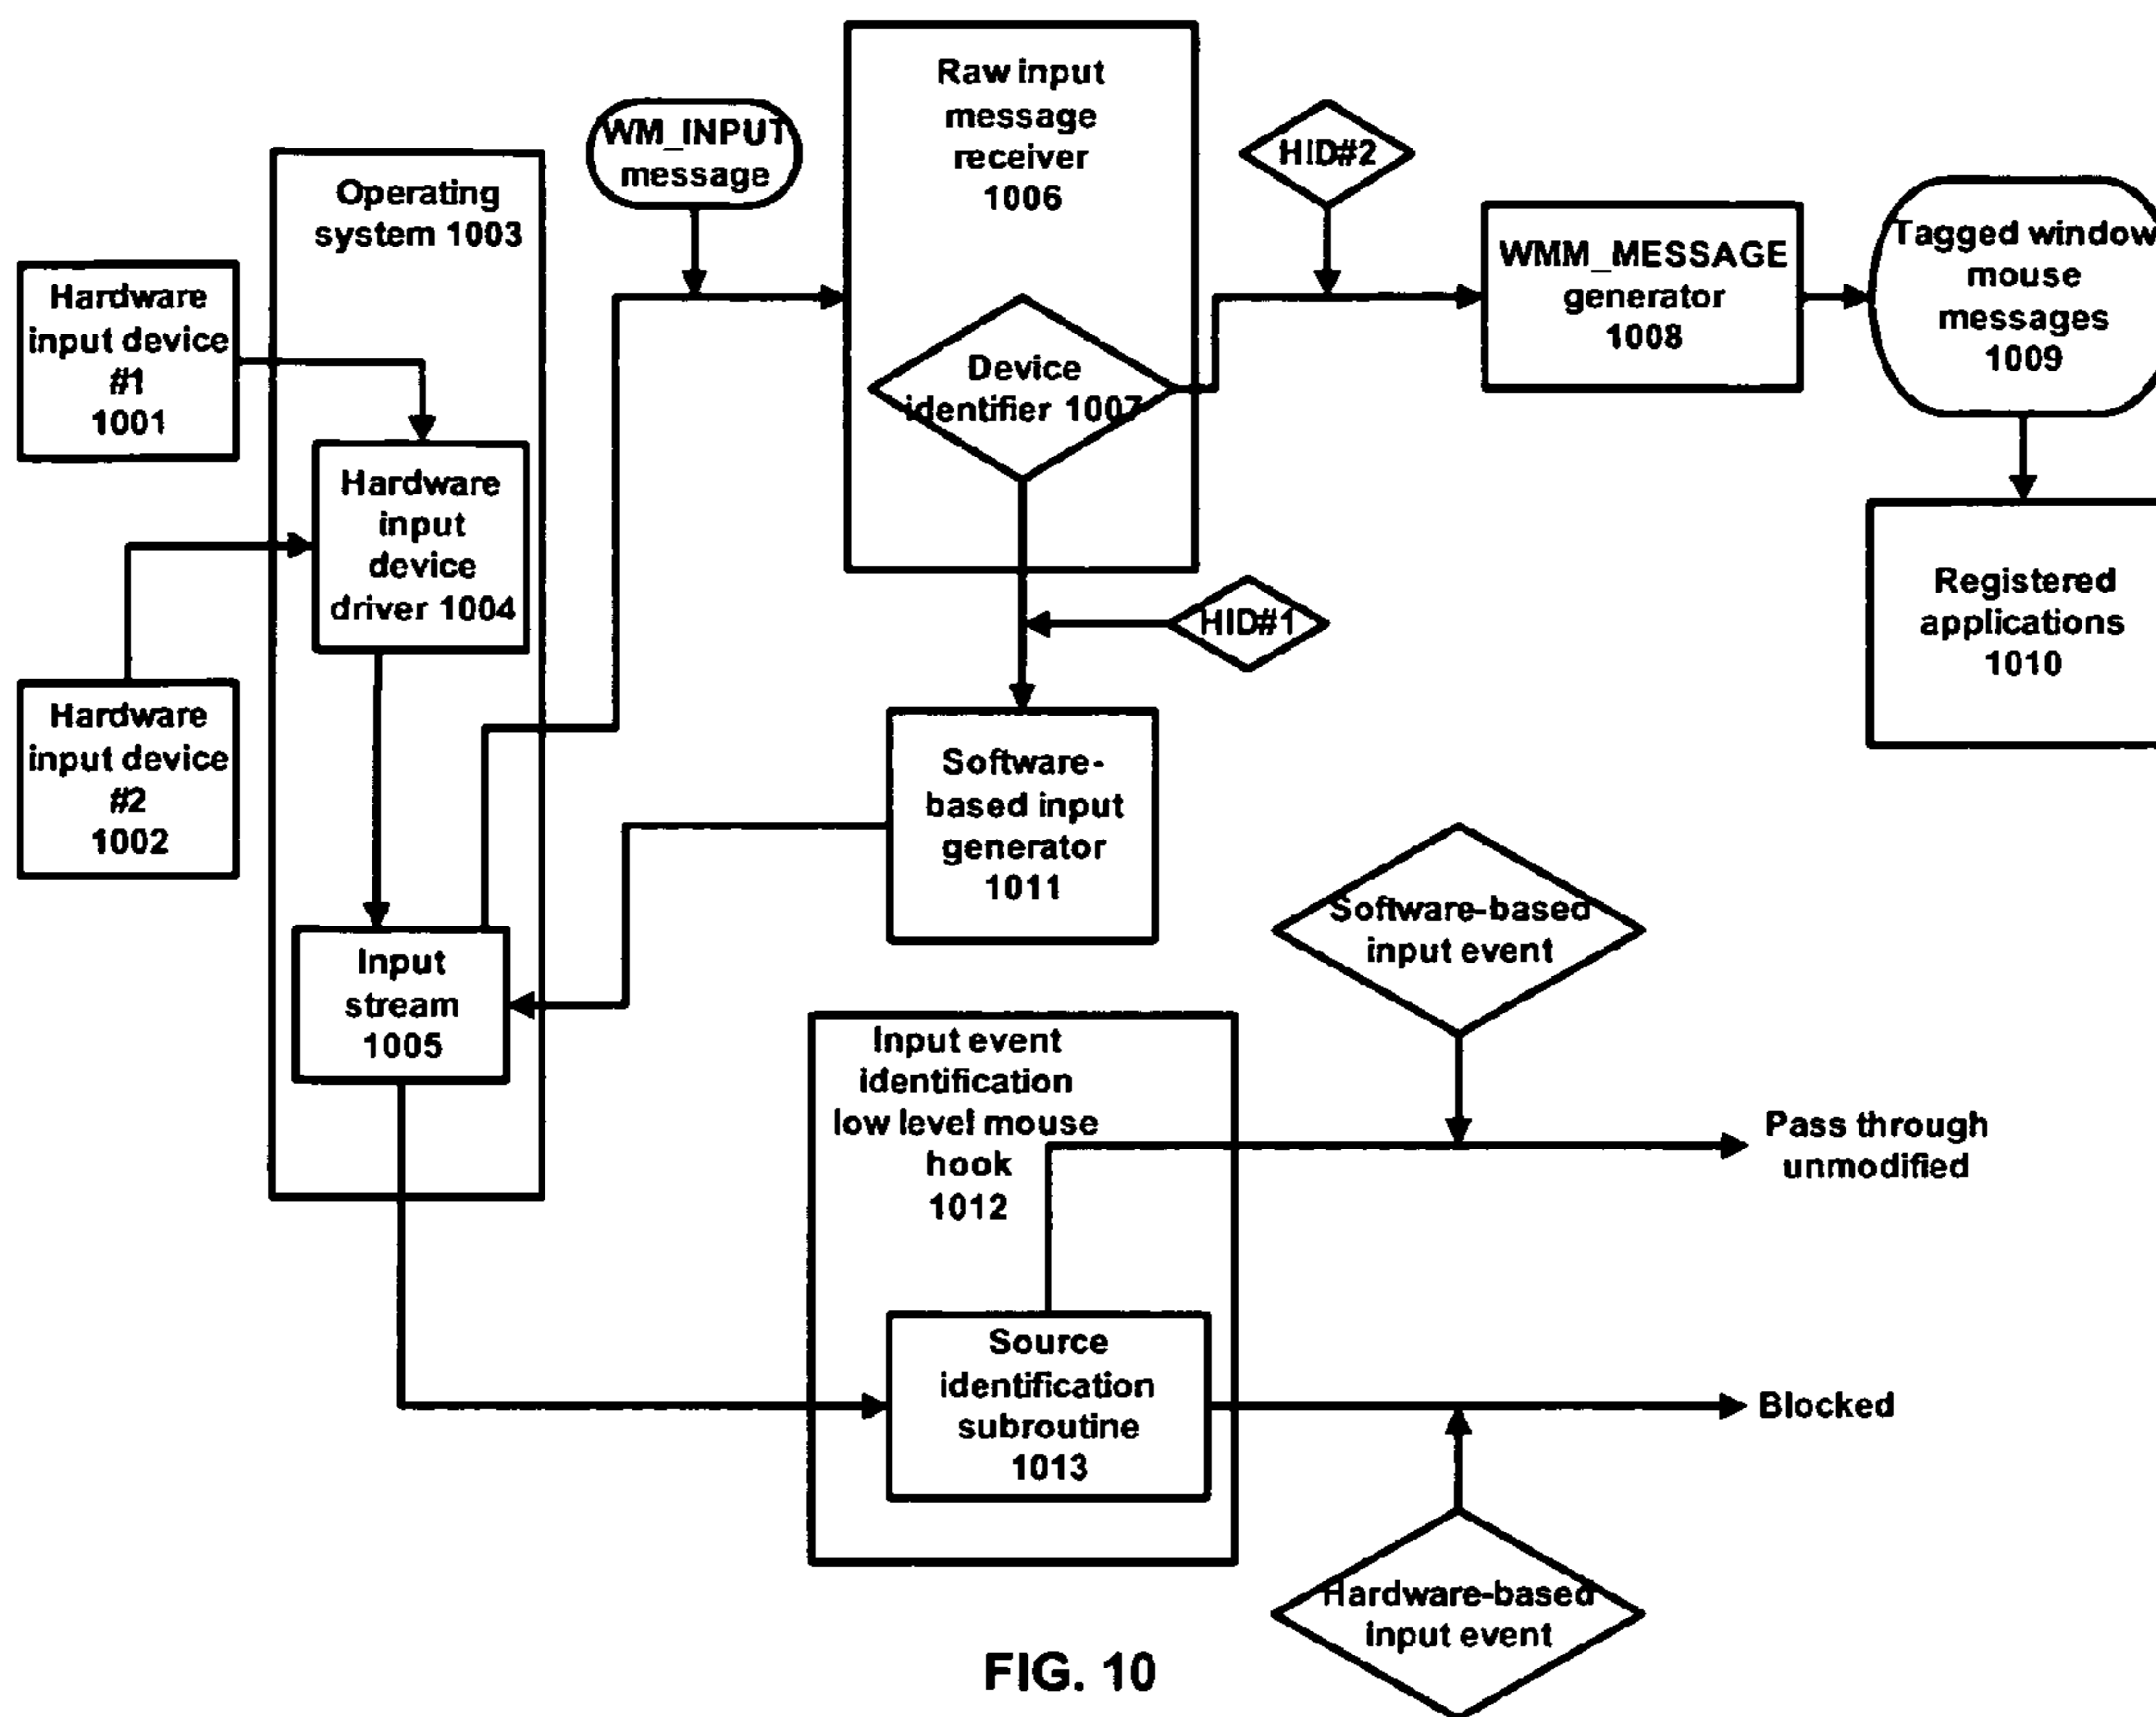 WM_INPUT
message
Raw input
message
receiver
1006
HID#2
Operating
system 1003
Tagged window
mouse
messages
1009
WMM_MESSAGE
generator
1008
Hardware
input device
#1
1001
Device
identifier 1007
Hardware
input
device
driver 1004
HID#1
Registered
applications
1010
Hardware
input device
#2
1002
Software-
based input
generator
1011
Software-based
input event
Input
stream
1005
Input event
identification
low level mouse
hook
1012
Pass through
unmodified
Source
identification
subroutine
1013
Blocked
Hardware-based
input event
FIG. 10